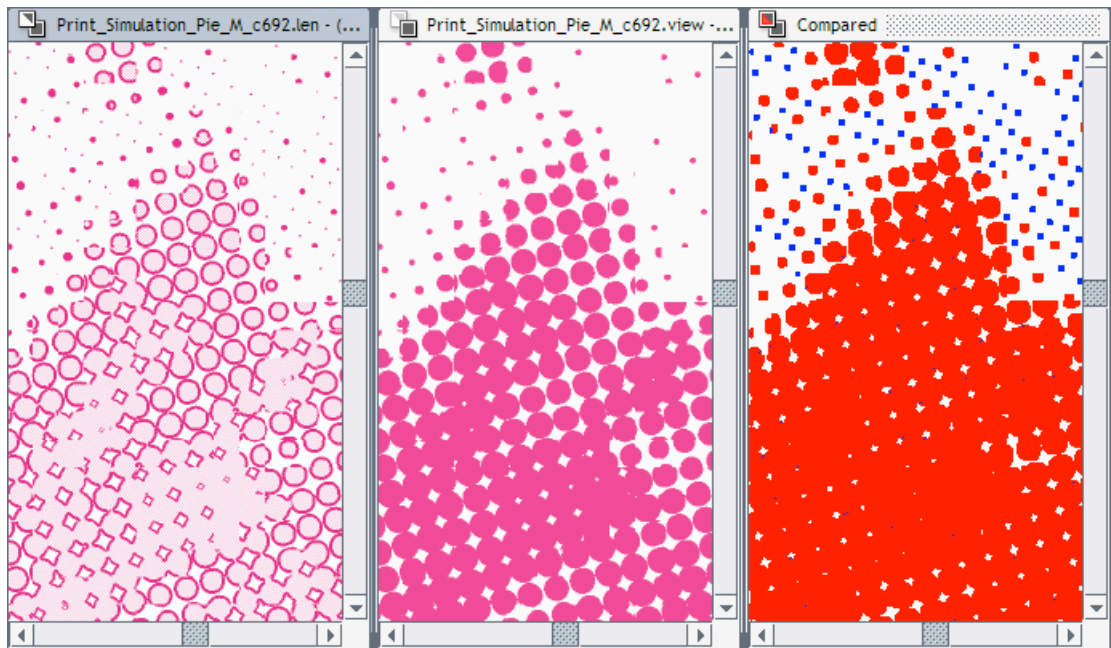 Print_Simulation_Pie_M_c692.len - (...
Print_Simulation_Pie_M_c692.view -...
Compared